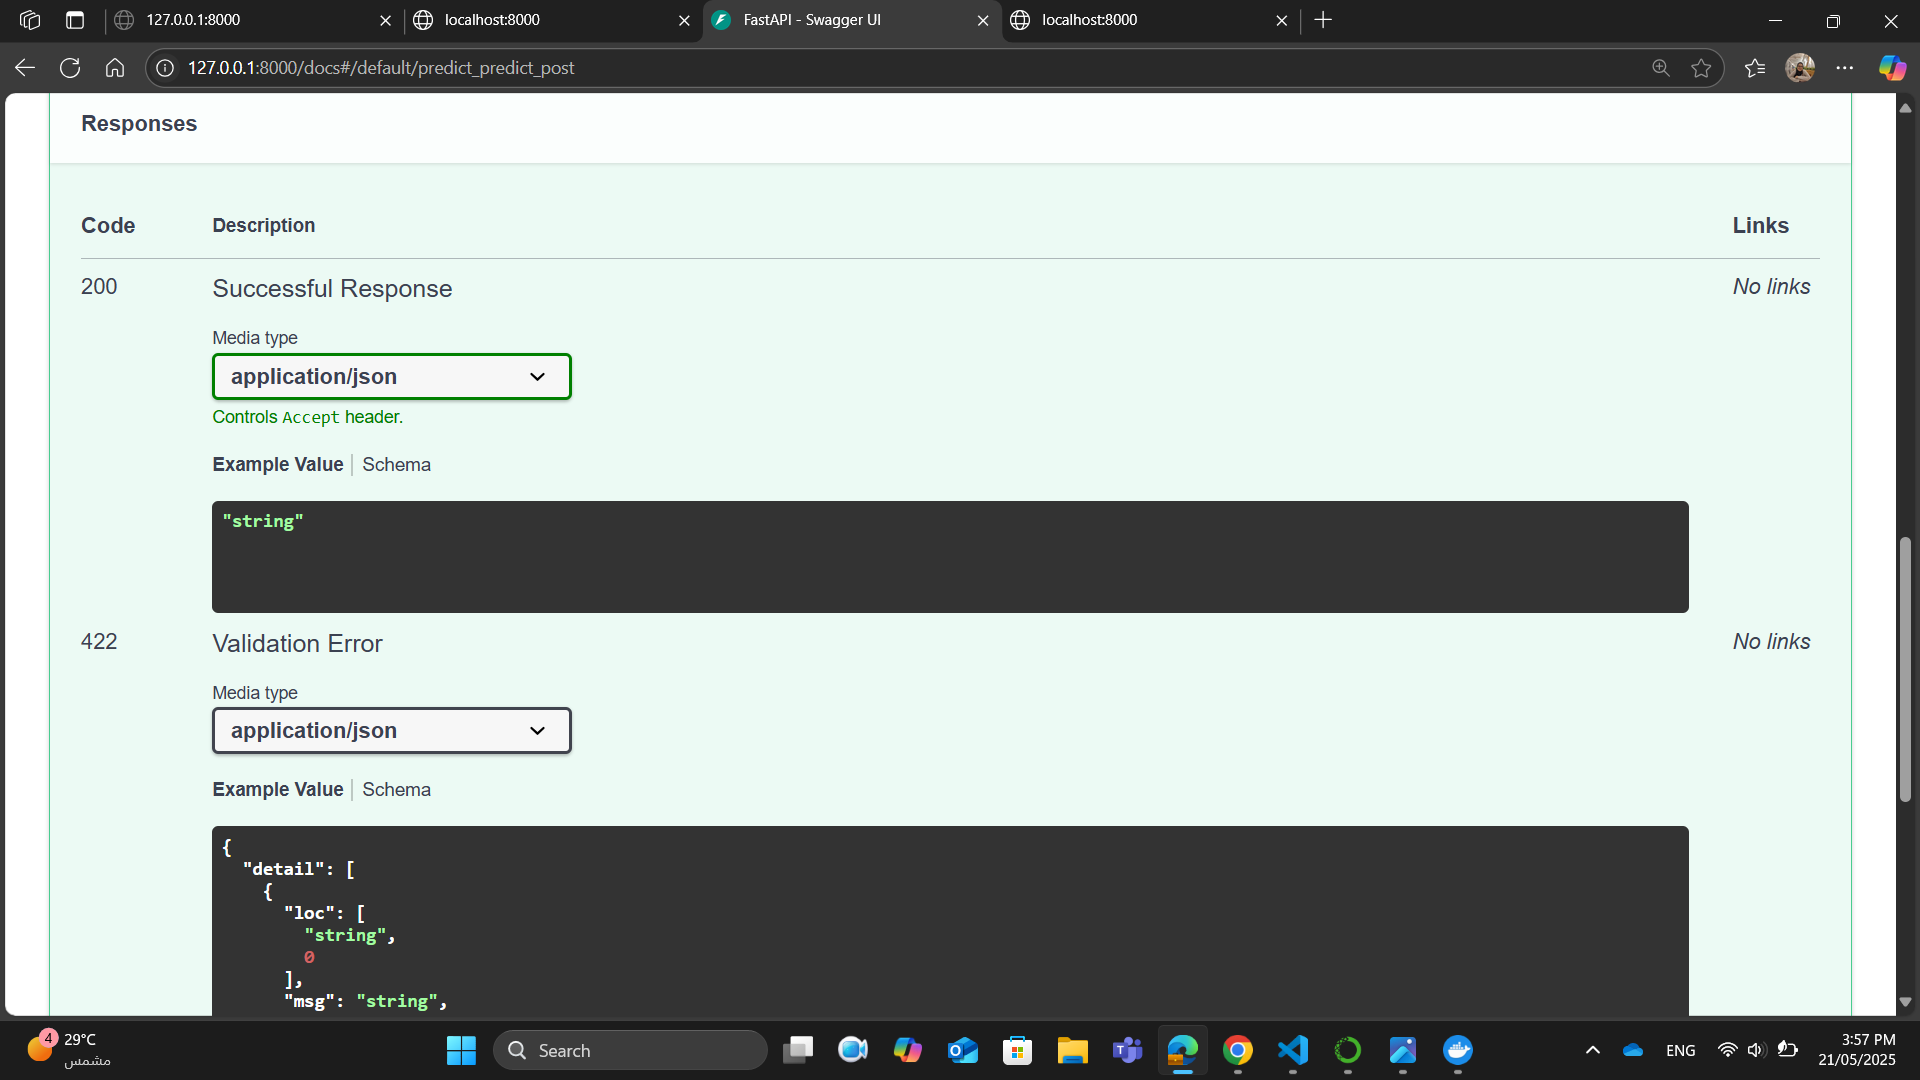 127.0.0.1:8000
localhost:8000
FastAPI - Swagger UI
localhost:8000
127.0.0.1:8000/docs#/default/predict_predict_post
Responses
Code Description Links
200 Successful Response No links
Media type
application/json
Controls Accept header.
Example Value Schema
"string"
422 Validation Error No links
Media type
application/json
Example Value Schema
{
"detail": [
{
"loc": [
"string",
0
],
"msg": "string",
4
29°C
مشمس
Search
ENG
3:57 PM
21/05/2025